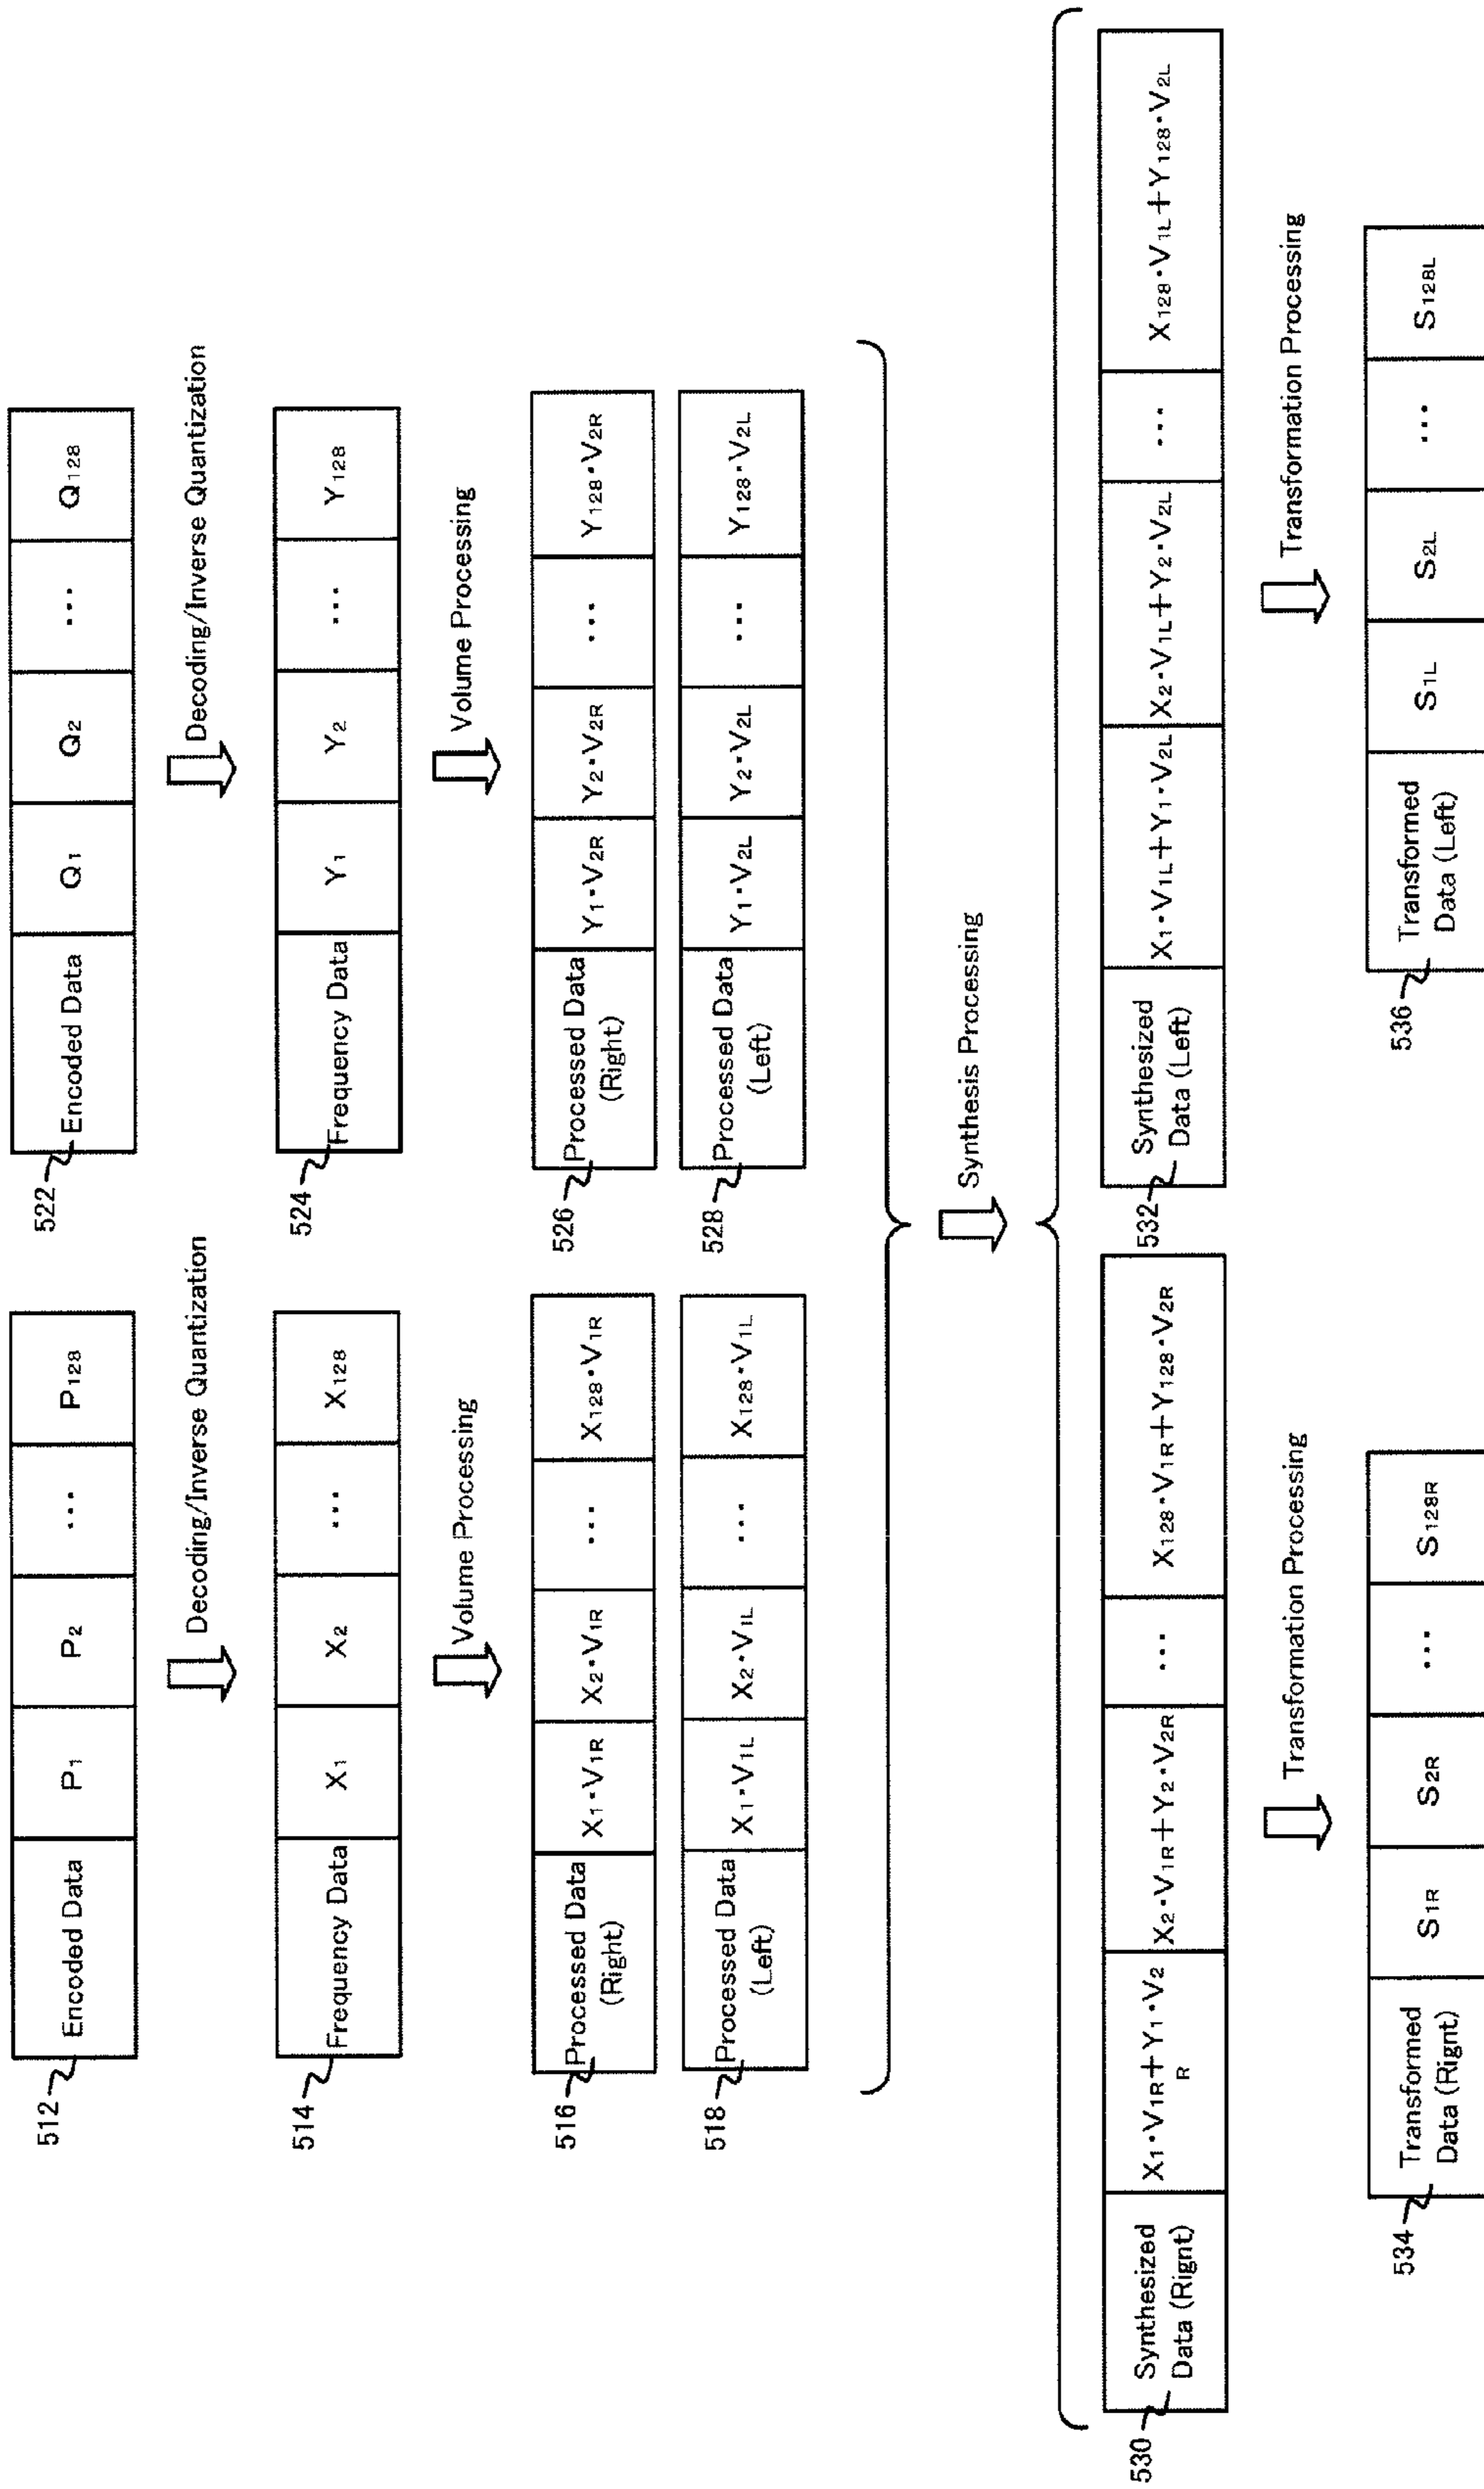 512 Encoded Data P1 P2 ... P128
522 Encoded Data Q1 Q2 ... Q128
Decoding/Inverse Quantization
Decoding/Inverse Quantization
514 Frequency Data X1 X2 ... X128
524 Frequency Data Y1 Y2 ... Y128
Volume Processing
Volume Processing
516 Processed Data (Right) X1・V1R X2・V1R ... X128・V1R
526 Processed Data (Right) Y1・V2R Y2・V2R ... Y128・V2R
518 Processed Data (Left) X1・V1L X2・V1L ... X128・V1L
528 Processed Data (Left) Y1・V2L Y2・V2L ... Y128・V2L
Synthesis Processing
530 Synthesized Data (Rignt) X1・V1R+Y1・V2R X2・V1R+Y2・V2R ... X128・V1R+Y128・V2R
532 Synthesized Data (Left) X1・V1L+Y1・V2L X2・V1L+Y2・V2L ... X128・V1L+Y128・V2L
Transformation Processing
Transformation Processing
534 Transformed Data (Rignt) S1R S2R ... S128R
536 Transformed Data (Left) S1L S2L ... S128L